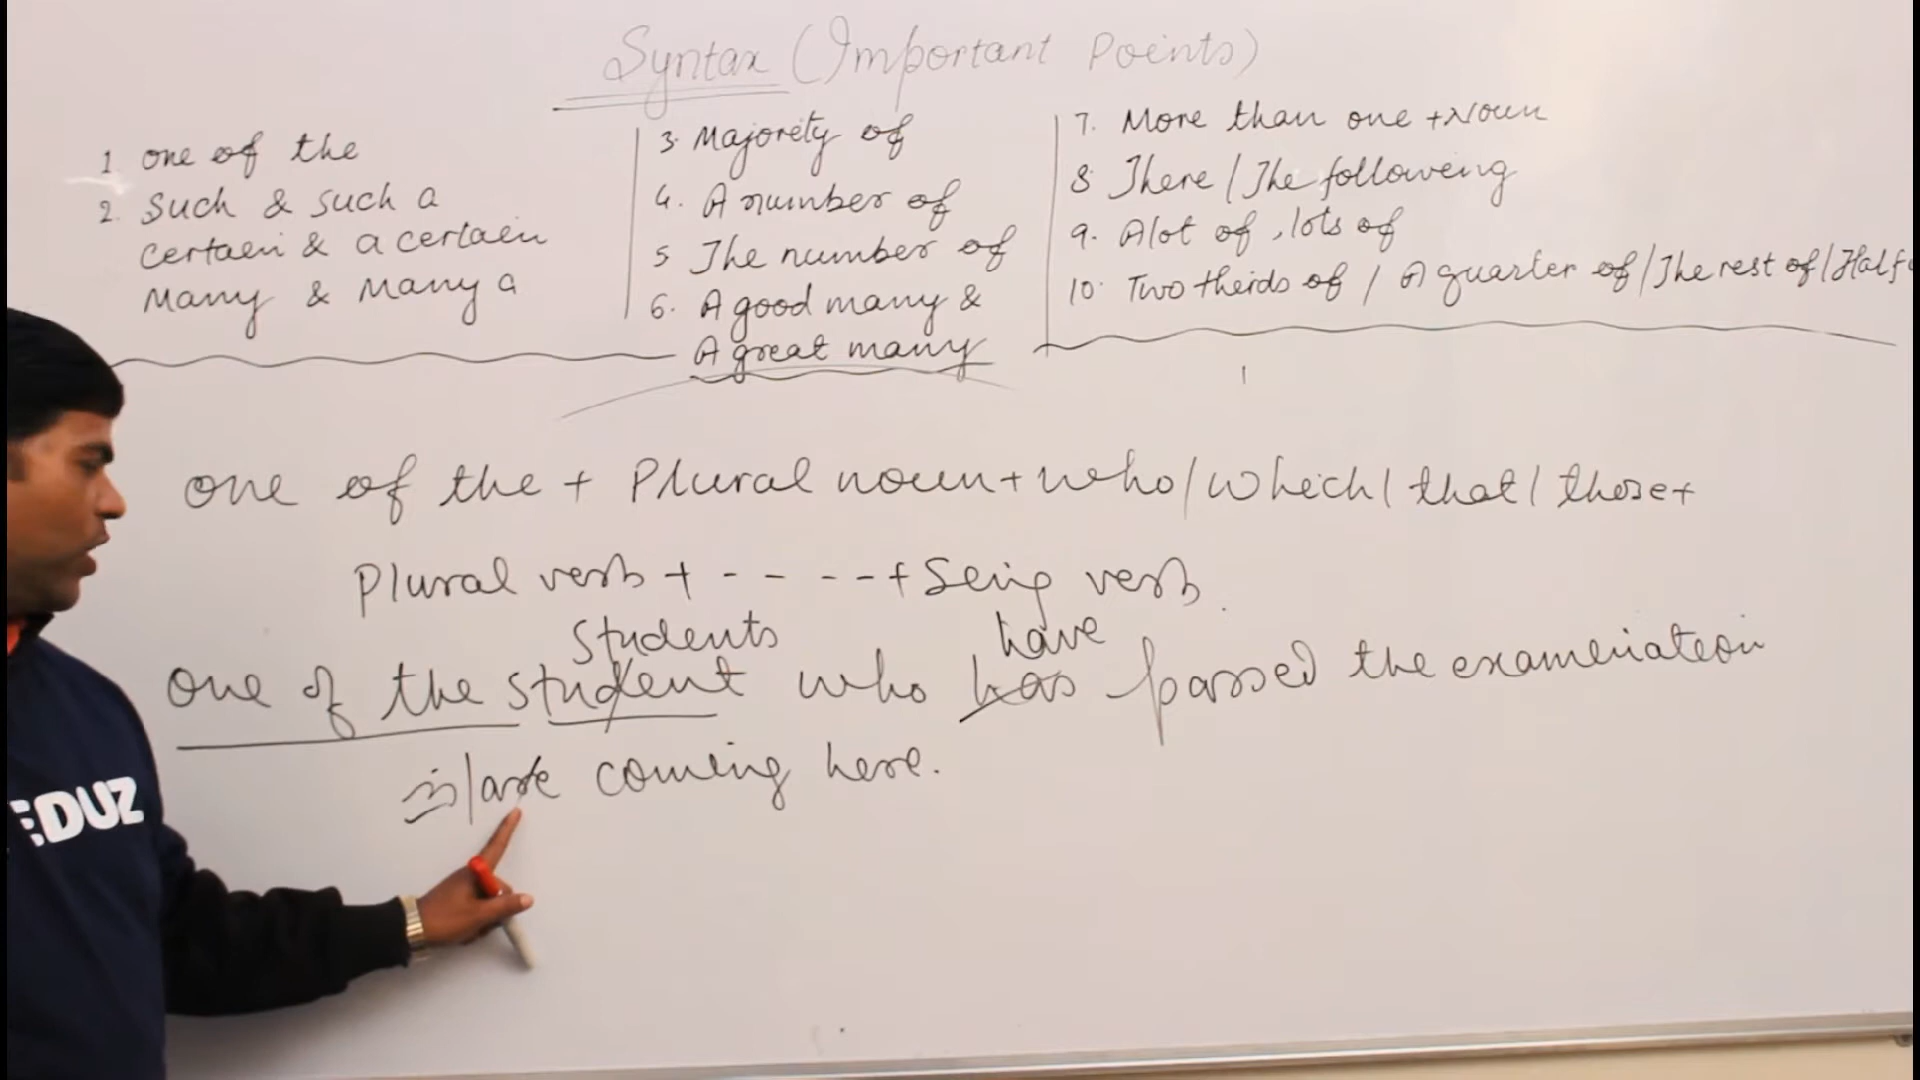 Syntax (Important Points)
1. one of the
2. Such & such a
Certain & a certain
Many & Many a
3. Majority of
4. A number of
5 The number of
6. A good many &
A great many
7. More than one + Noun
8 There / The following
9. A lot of , lots of
10. Two thirds of / A quarter of / The rest of / Half
one of the + Plural noun + who / which / that / those +
Plural verb + - - - - + Sing verb.
students have
one of the student who has passed the examination
is / are coming here.
EDUZ